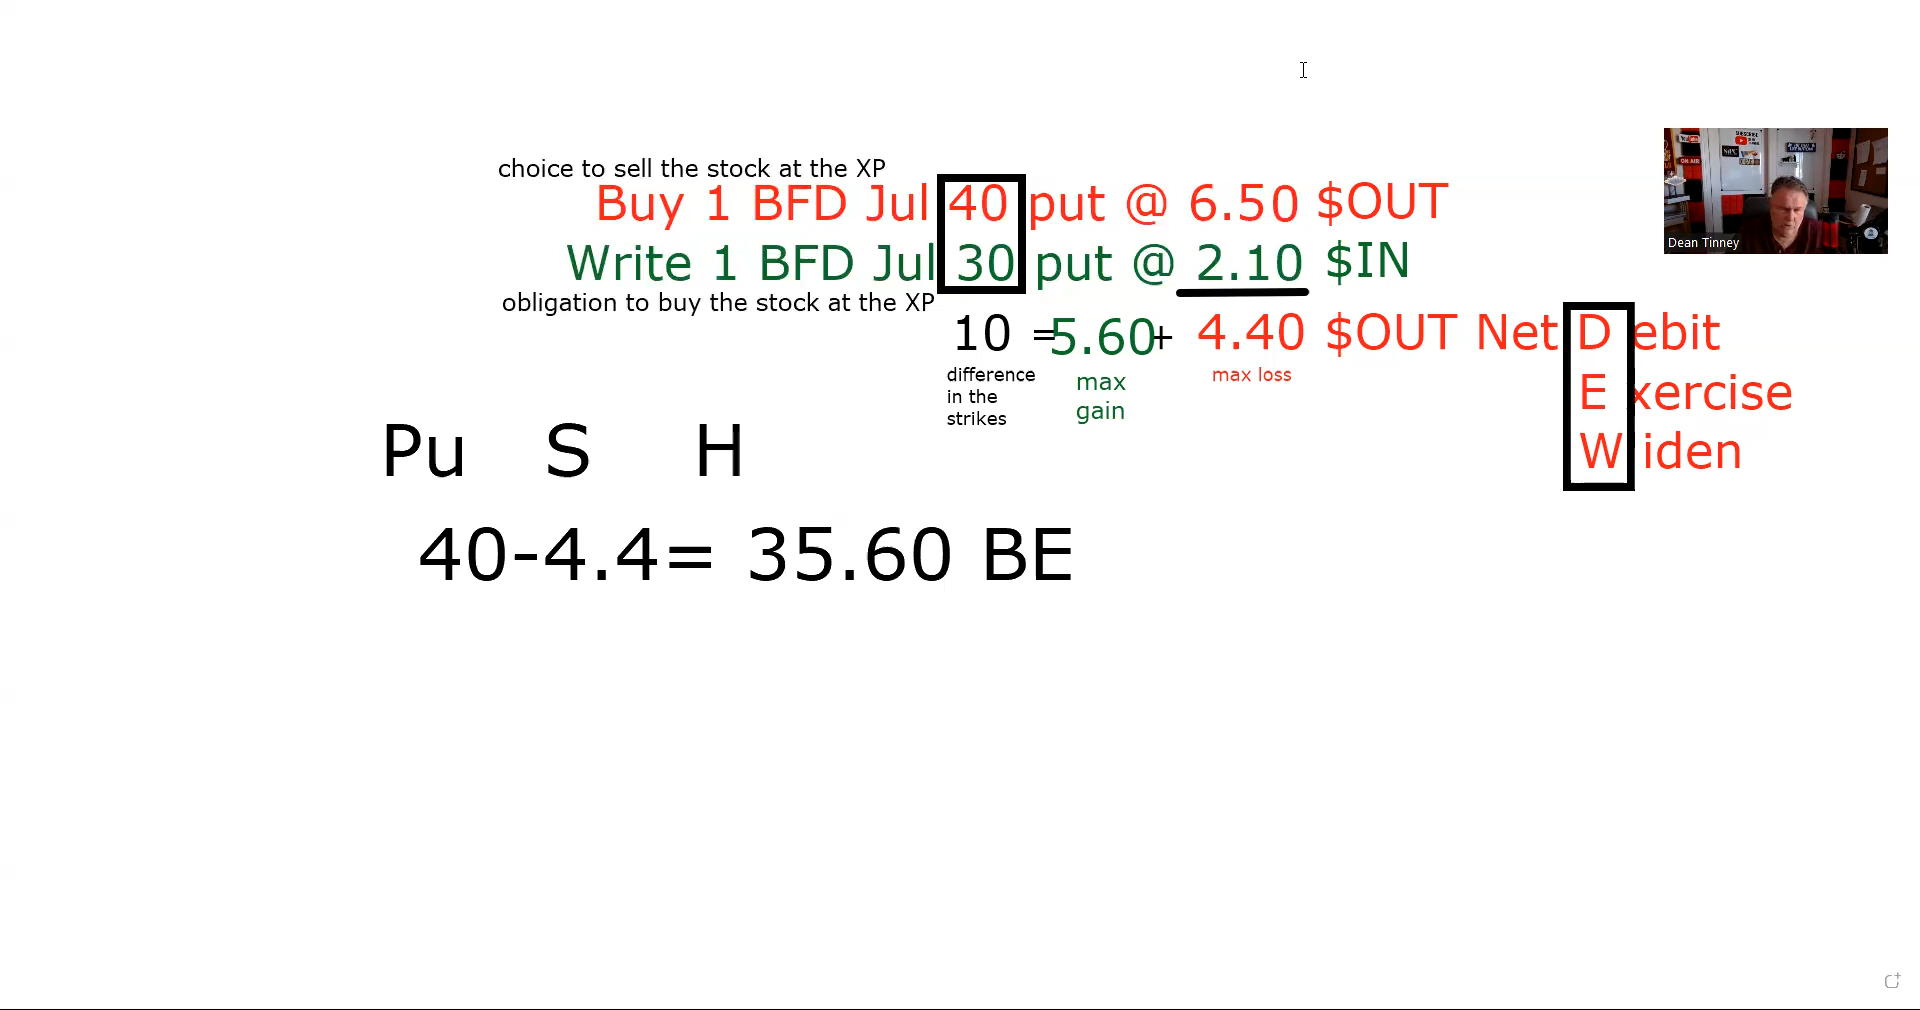 choice to sell the stock at the XP
Buy 1 BFD Jul 40 put @ 6.50 $OUT
Write 1 BFD Jul 30 put @ 2.10 $IN
obligation to buy the stock at the XP
10 = 5.60 + 4.40 $OUT Net Debit
difference in the strikes
max gain
max loss
Exercise
Widen
Pu S H
40-4.4= 35.60 BE
Dean Tinney